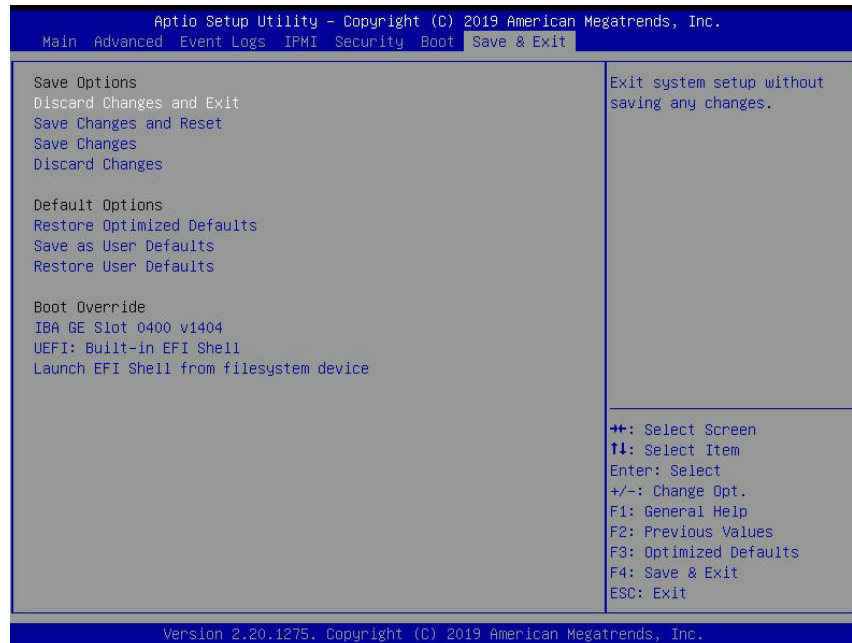 Aptio Setup Utility – Copyright (C) 2019 American Megatrends, Inc.
Main Advanced Event Logs IPMI Security Boot Save & Exit
Save Options
Discard Changes and Exit
Save Changes and Reset
Save Changes
Discard Changes
Default Options
Restore Optimized Defaults
Save as User Defaults
Restore User Defaults
Boot Override
IBA GE Slot 0400 v1404
UEFI: Built-in EFI Shell
Launch EFI Shell from filesystem device
Exit system setup without
saving any changes.
→←: Select Screen
↑↓: Select Item
Enter: Select
+/-: Change Opt.
F1: General Help
F2: Previous Values
F3: Optimized Defaults
F4: Save & Exit
ESC: Exit
Version 2.20.1275. Copyright (C) 2019 American Megatrends, Inc.